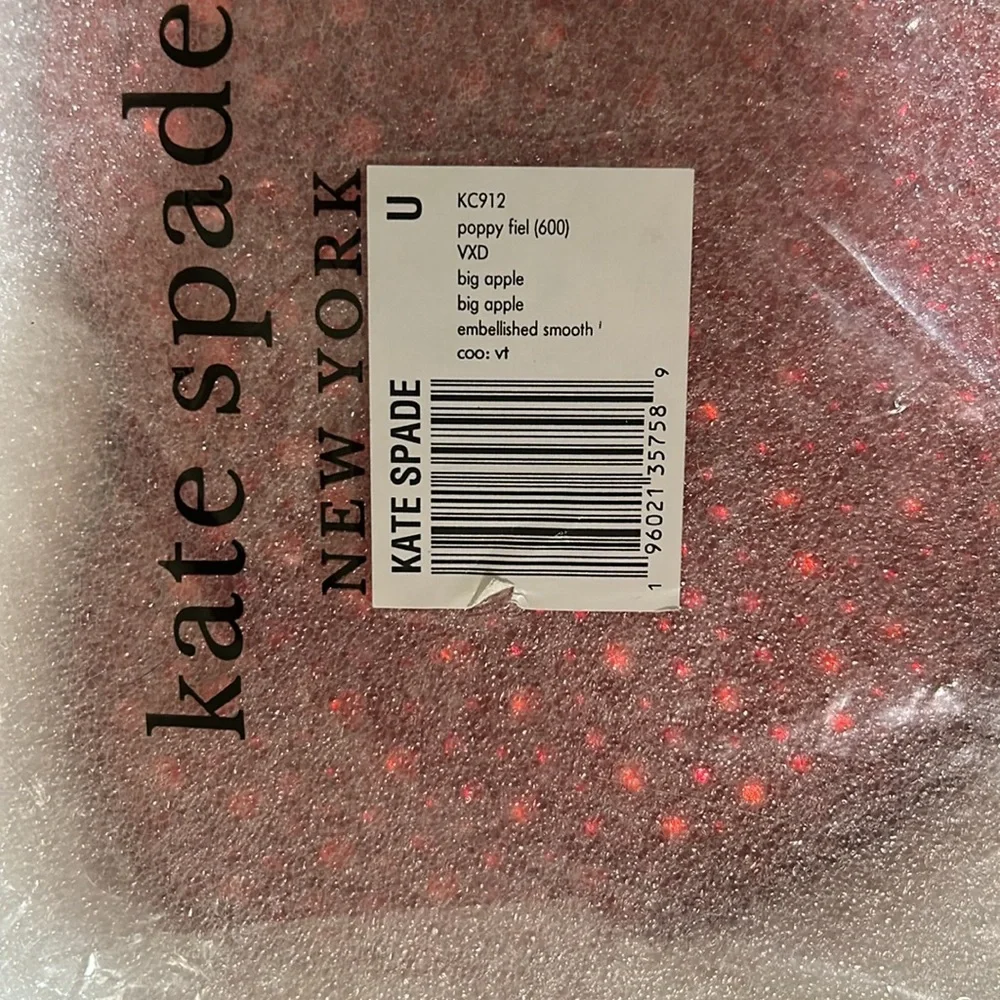 kate spade
NEW YORK
U
KC912
poppy fiel (600)
VXD
big apple
big apple
embellished smooth
coo: vt
KATE SPADE
1 96021 35758 9